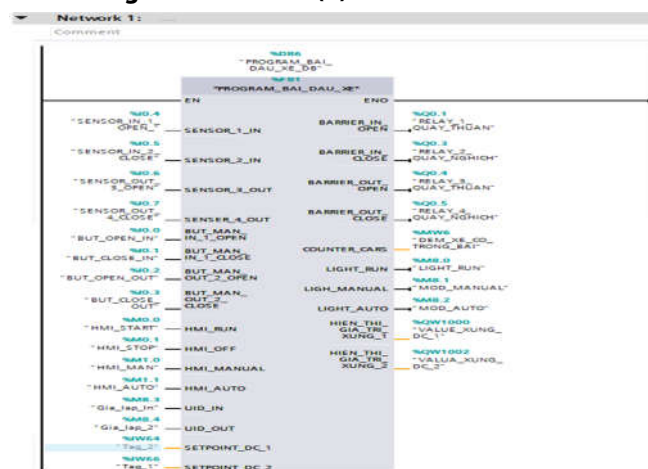 Network 1:
Comment
%DB6
"PROGRAM_BAI_
DAU_XE_DB"
%FB1
"PROGRAM_BAI_DAU_XE"
EN
ENO
%I0.4
"SENSOR_IN_1_
OPEN_"
SENSOR_1_IN
%I0.5
"SENSOR_IN_2_
CLOSE"
SENSOR_2_IN
%I0.6
"SENSOR_OUT_
3_OPEN"
SENSOR_3_OUT
%I0.7
"SENSOR_OUT_
4_CLOSE"
SENSER_4_OUT
%I0.0
"BUT_OPEN_IN"
BUT_MAN_
IN_1_OPEN
%I0.1
"BUT_CLOSE_IN"
BUT_MAN_
IN_1_CLOSE
%I0.2
"BUT_OPEN_OUT"
BUT_MAN_
OUT_2_OPEN
%I0.3
"BUT_CLOSE_
OUT"
BUT_MAN_
OUT_2_
CLOSE
%M0.0
"HMI_START"
HMI_RUN
%M0.1
"HMI_STOP"
HMI_OFF
%M1.0
"HMI_MAN"
HMI_MANUAL
%M1.1
"HMI_AUTO"
HMI_AUTO
%M8.3
"Gia_lap_in"
UID_IN
%M8.4
"Gia_lap_2"
UID_OUT
%IW64
"Tag_2"
SETPOINT_DC_1
%IW66
"Tag_1"
SETPOINT_DC_2
BARRIER_IN_
OPEN
%Q0.1
"RELAY_1_
QUAY_THUAN"
BARRIER_IN_
CLOSE
%Q0.3
"RELAY_2_
QUAY_NGHICH"
BARRIER_OUT_
OPEN
%Q0.4
"RELAY_3_
QUAY_THUAN"
BARRIER_OUT_
CLOSE
%Q0.5
"RELAY_4_
QUAY_NGHICH"
COUNTER_CARS
%MW6
"DEM_XE_CO_
TRONG_BAI"
LIGHT_RUN
%M8.0
"LIGHT_RUN"
LIGH_MANUAL
%M8.1
"MOD_MANUAL"
LIGHT_AUTO
%M8.2
"MOD_AUTO"
HIEN_THI_
GIA_TRI_
XUNG_1
%QW1000
"VALUE_XUNG_
DC_1"
HIEN_THI_
GIA_TRI_
XUNG_2
%QW1002
"VALUA_XUNG_
DC_2"